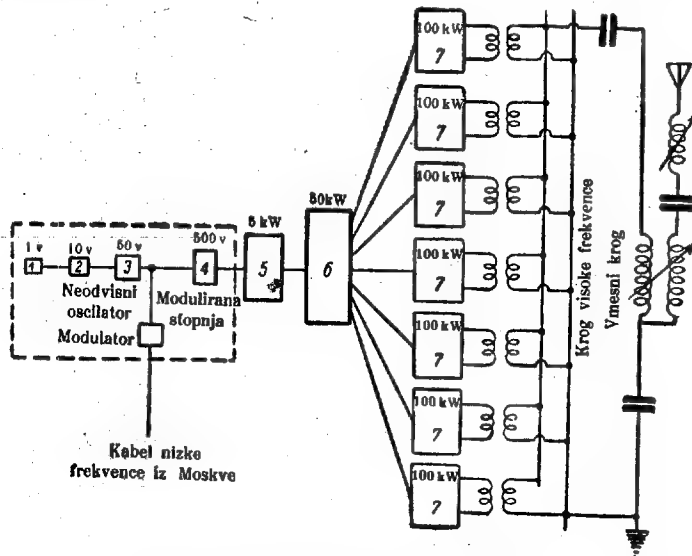 100 kW
7
100 kW
7
100 kW
7
100 kW
7
100 kW
7
100 kW
7
100 kW
7
50kW
6
5 kW
5
1 v
1
10 v
2
50 v
3
500 v
4
Neodvisni
oscilator
Modulirana
stopnja
Modulator
Kabel nizke
frekvence iz Moskve
Krog visoke frekvence
Vmesni krog